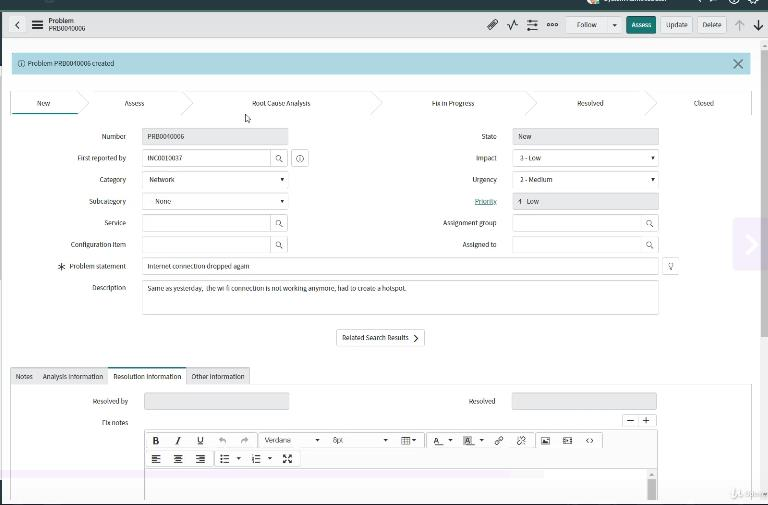 Problem
PRB0040006
Follow
Assess
Update
Delete
Problem PRB0040006 created
New
Assess
Root Cause Analysis
Fix in Progress
Resolved
Closed
Number
PRB0040006
State
New
First reported by
INC0010037
Impact
3 - Low
Category
Network
Urgency
2 - Medium
Subcategory
None
Priority
4 - Low
Service
Assignment group
Configuration item
Assigned to
Problem statement
Internet connection dropped again
Description
Same as yesterday, the wi fi connection is not working anymore, had to create a hotspot.
Related Search Results
Notes
Analysis Information
Resolution Information
Other Information
Resolved by
Resolved
Fix notes
B I U
Verdana
8pt
A
A